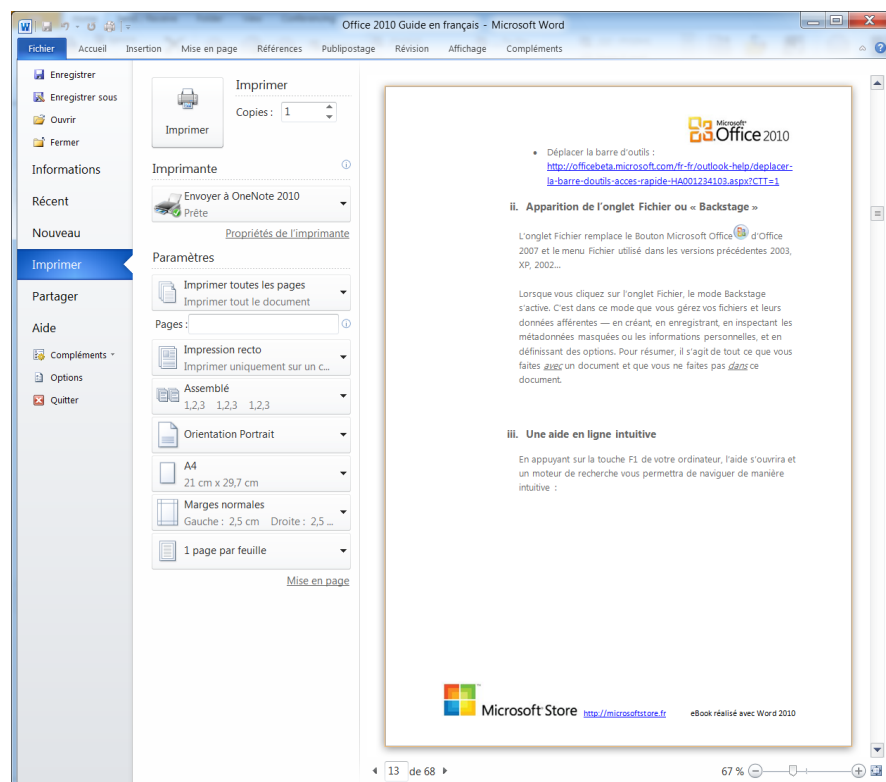 Office 2010 Guide en français - Microsoft Word
Fichier Accueil Insertion Mise en page Références Publipostage Révision Affichage Compléments
Enregistrer
Enregistrer sous
Ouvrir
Fermer
Informations
Récent
Nouveau
Imprimer
Partager
Aide
Compléments
Options
Quitter
Imprimer
Imprimer
Copies : 1
Imprimante
Envoyer à OneNote 2010
Prête
Propriétés de l'imprimante
Paramètres
Imprimer toutes les pages
Imprimer tout le document
Pages :
Impression recto
Imprimer uniquement sur un c...
Assemblé
1,2,3 1,2,3 1,2,3
Orientation Portrait
A4
21 cm x 29,7 cm
Marges normales
Gauche : 2,5 cm Droite : 2,5 ...
1 page par feuille
Mise en page
Microsoft
Office 2010
• Déplacer la barre d'outils :
http://officebeta.microsoft.com/fr-fr/outlook-help/deplacer-
la-barre-doutils-acces-rapide-HA001234103.aspx?CTT=1
ii. Apparition de l'onglet Fichier ou « Backstage »
L'onglet Fichier remplace le Bouton Microsoft Office d'Office
2007 et le menu Fichier utilisé dans les versions précédentes 2003,
XP, 2002...
Lorsque vous cliquez sur l'onglet Fichier, le mode Backstage
s'active. C'est dans ce mode que vous gérez vos fichiers et leurs
données afférentes — en créant, en enregistrant, en inspectant les
métadonnées masquées ou les informations personnelles, et en
définissant des options. Pour résumer, il s'agit de tout ce que vous
faites avec un document et que vous ne faites pas dans ce
document.
iii. Une aide en ligne intuitive
En appuyant sur la touche F1 de votre ordinateur, l'aide s'ouvrira et
un moteur de recherche vous permettra de naviguer de manière
intuitive :
Microsoft Store http://microsoftstore.fr eBook réalisé avec Word 2010
13 de 68
67 %